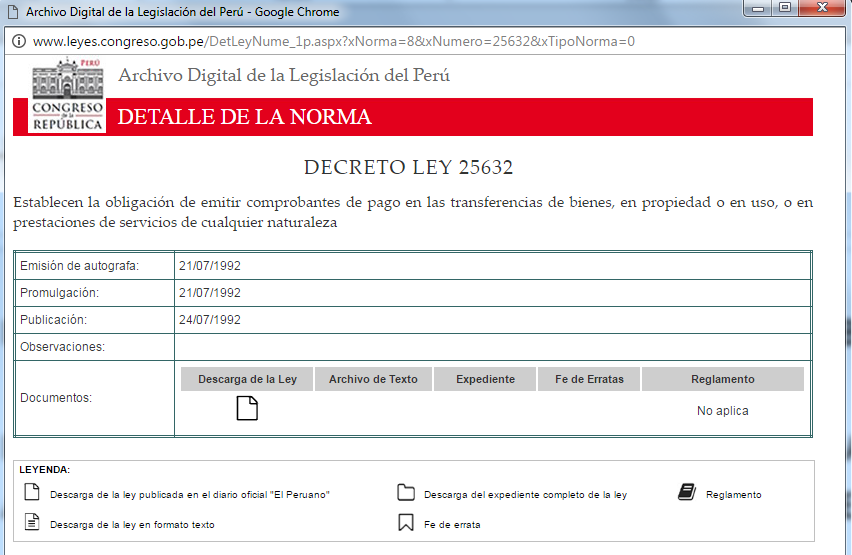 Archivo Digital de la Legislación del Perú - Google Chrome
www.leyes.congreso.gob.pe/DetLeyNume_1p.aspx?xNorma=8&xNumero=25632&xTipoNorma=0
PERÚ
CONGRESO
de la
REPÚBLICA
Archivo Digital de la Legislación del Perú
DETALLE DE LA NORMA
DECRETO LEY 25632
Establecen la obligación de emitir comprobantes de pago en las transferencias de bienes, en propiedad o en uso, o en
prestaciones de servicios de cualquier naturaleza
Emisión de autografa: 21/07/1992
Promulgación: 21/07/1992
Publicación: 24/07/1992
Observaciones:
Documentos:
Descarga de la Ley Archivo de Texto Expediente Fe de Erratas Reglamento
No aplica
LEYENDA:
Descarga de la ley publicada en el diario oficial "El Peruano" Descarga del expediente completo de la ley Reglamento
Descarga de la ley en formato texto Fe de errata